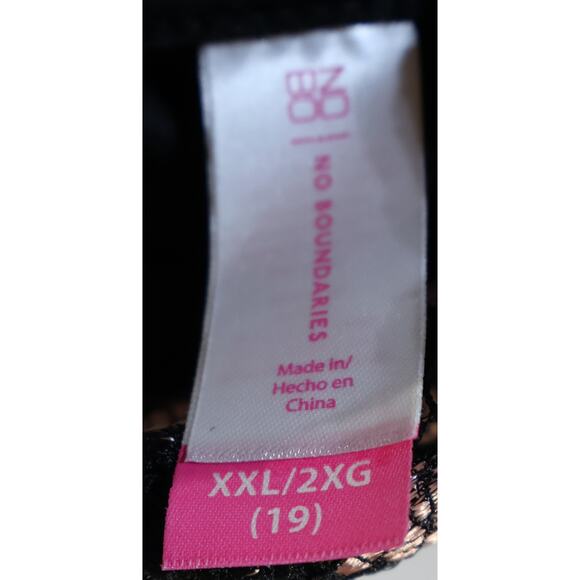 NO
BO
NO BOUNDARIES
Made in/
Hecho en
China
XXL/2XG
(19)